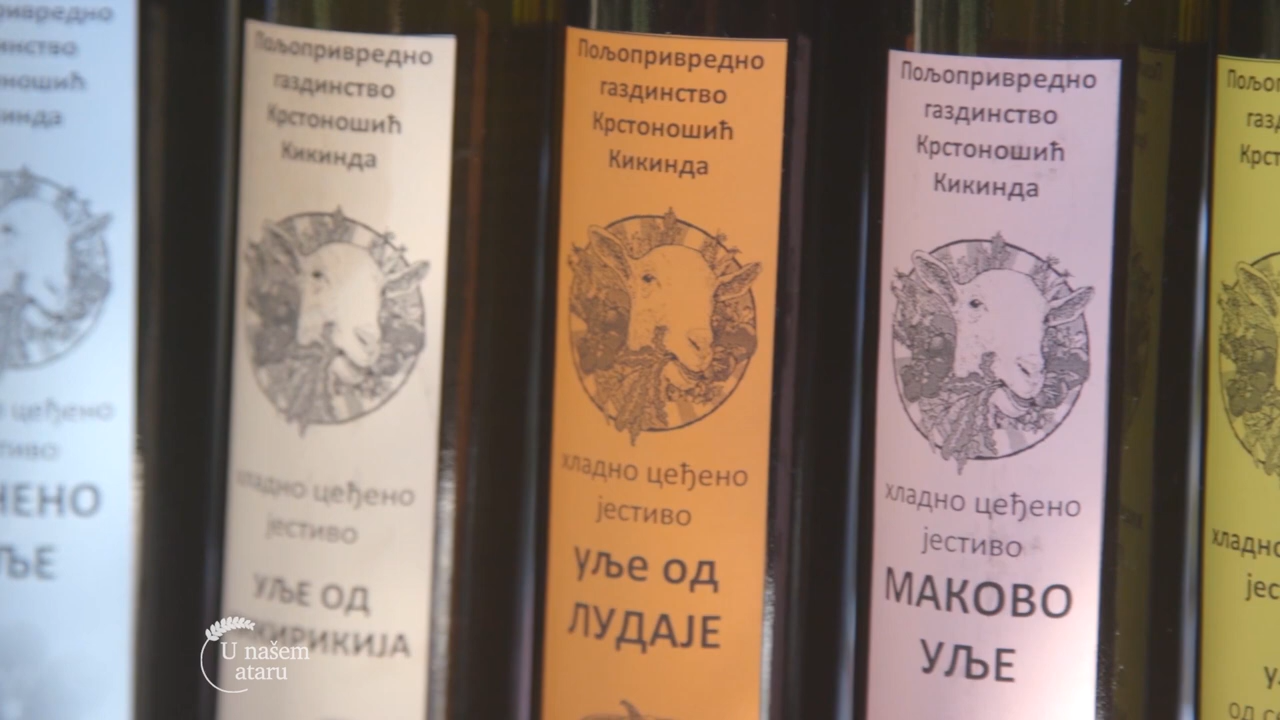 газдинство
Пољопривредно
газдинство
Крстоношић
Кикинда
хладно цеђено
јестиво
УЉЕ ОД
Пољопривредно
газдинство
Крстоношић
Кикинда
хладно цеђено
јестиво
уље од
ЛУДАЈЕ
Пољопривредно
газдинство
Крстоношић
Кикинда
хладно цеђено
јестиво
МАКОВО
УЉЕ
U našem
ataru